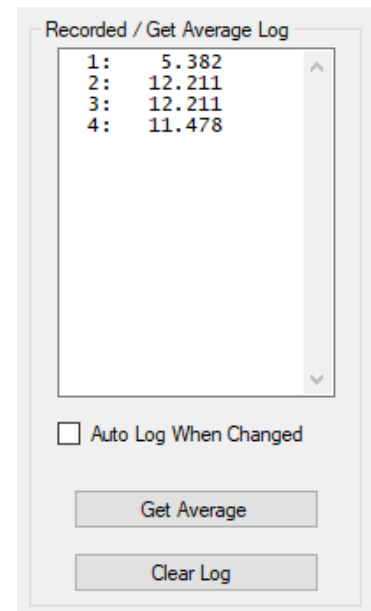 Recorded / Get Average Log
1: 5.382
2: 12.211
3: 12.211
4: 11.478
Auto Log When Changed
Get Average
Clear Log